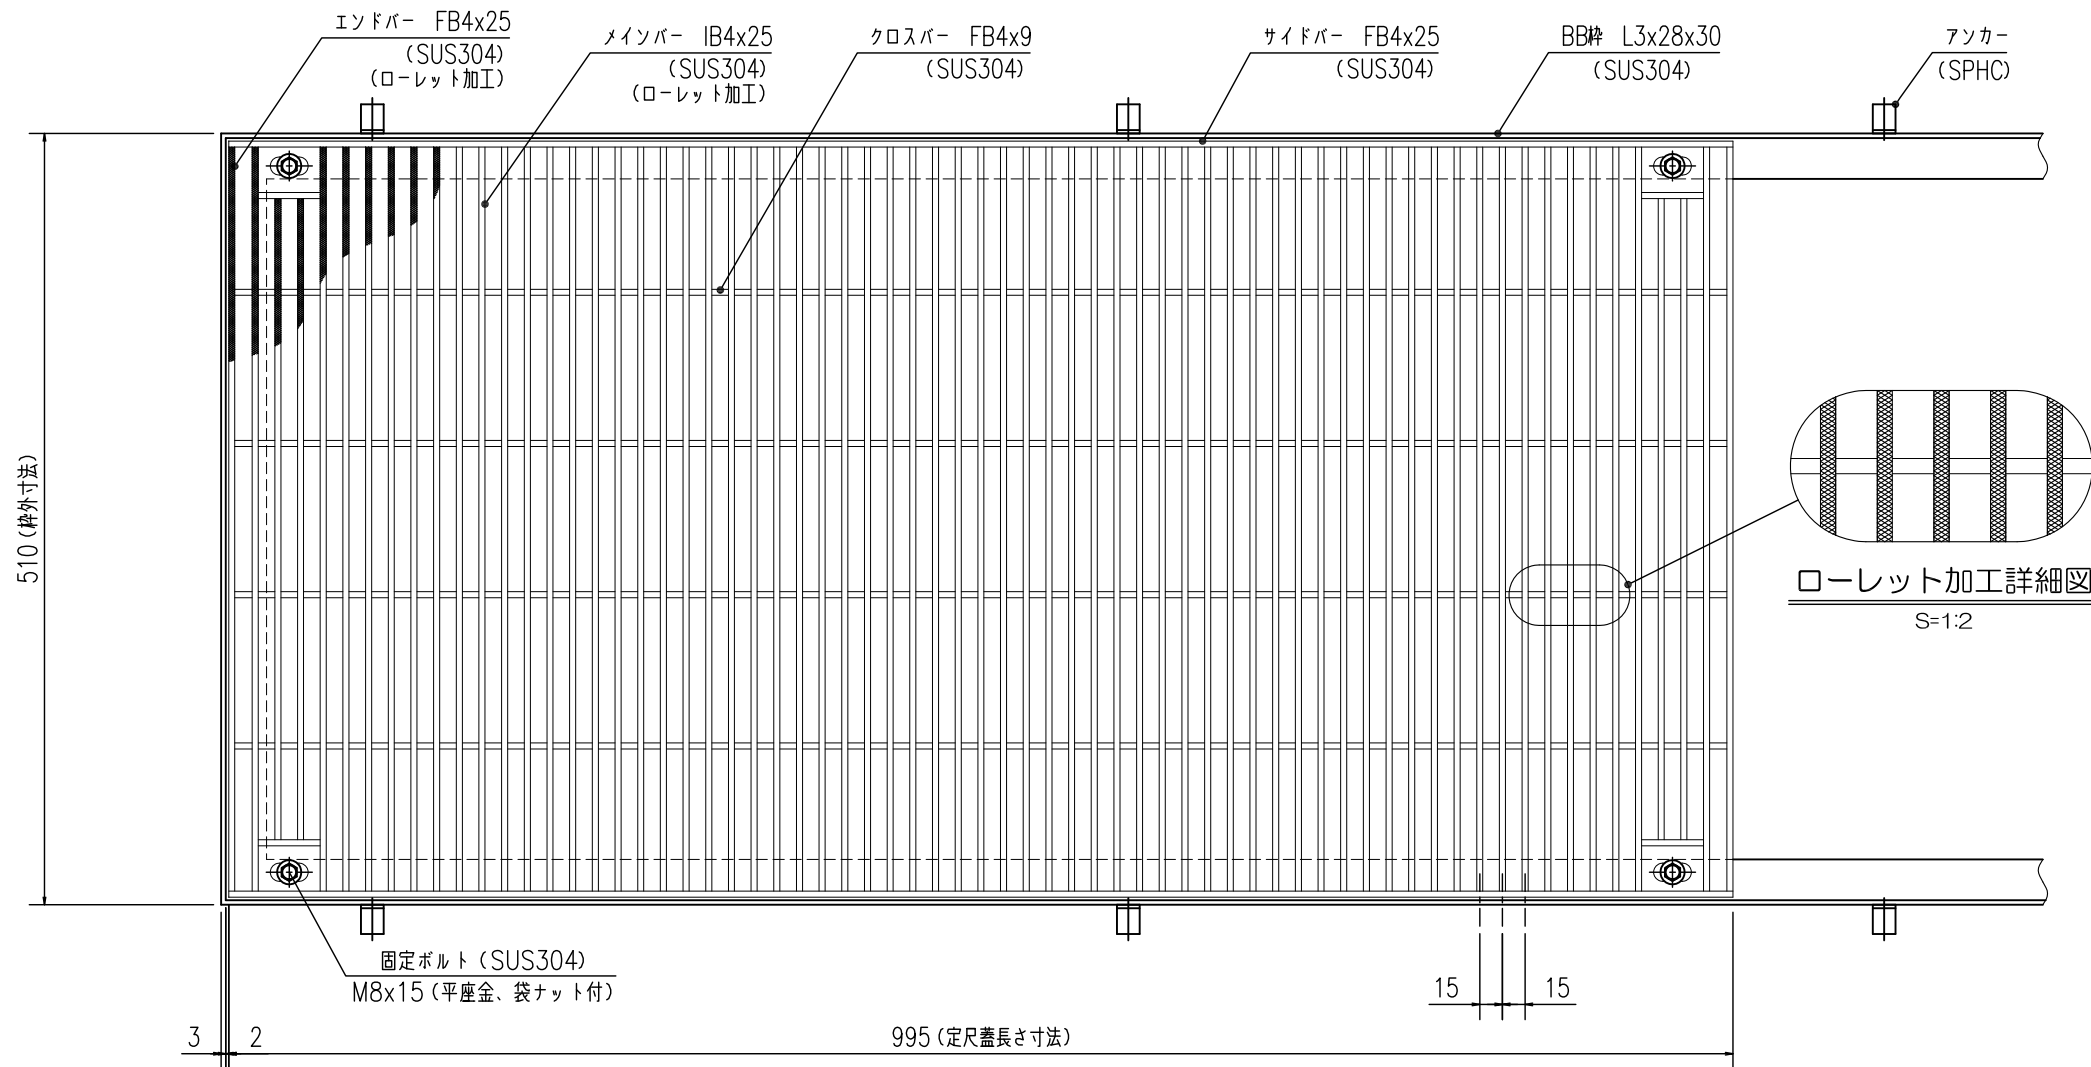 エンドバー FB4x25
(SUS304)
(ローレット加工)
メインバー IB4x25
(SUS304)
(ローレット加工)
クロスバー FB4x9
(SUS304)
サイドバー FB4x25
(SUS304)
BB枠 L3x28x30
(SUS304)
アンカー
(SPHC)
510(枠外寸法)
ローレット加工詳細図
S=1:2
固定ボルト(SUS304)
M8x15(平座金、袋ナット付)
15
15
3
2
995(定尺蓋長さ寸法)